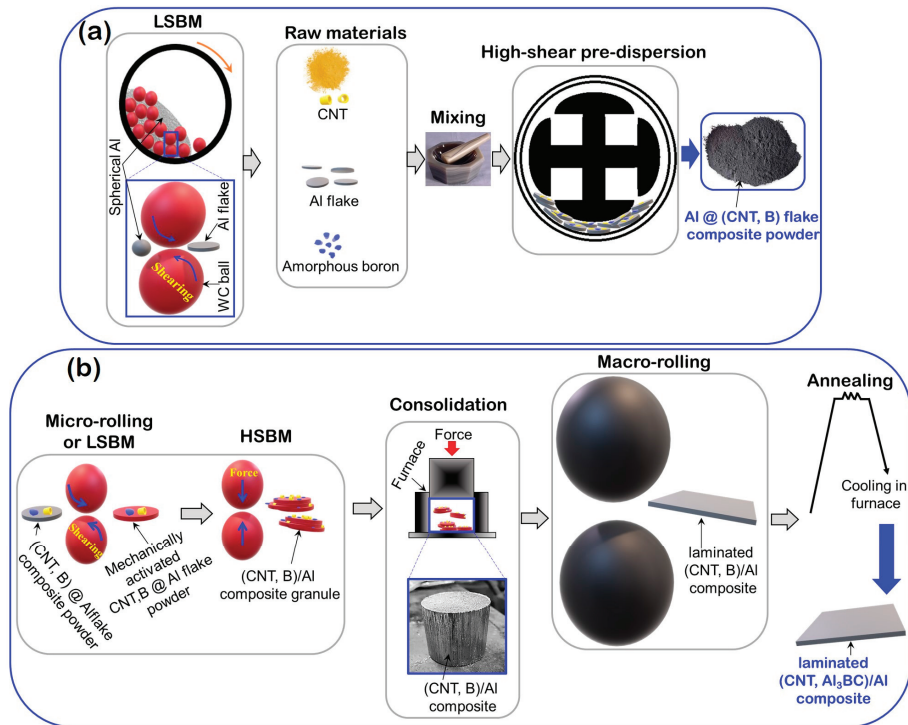 (a)
LSBM
Spherical Al
Al flake
WC ball
Shearing
Raw materials
CNT
Al flake
Amorphous boron
Mixing
High-shear pre-dispersion
Al @ (CNT, B) flake
composite powder
(b)
Micro-rolling
or LSBM
Shearing
(CNT, B) @ Alflake
composite powder
Mechanically
activated
CNT,B @ Al flake
powder
HSBM
Force
(CNT, B)/Al
composite granule
Consolidation
Force
Furnace
(CNT, B)/Al
composite
Macro-rolling
laminated
(CNT, B)/Al
composite
Annealing
Cooling in
furnace
laminated
(CNT, Al₃BC)/Al
composite